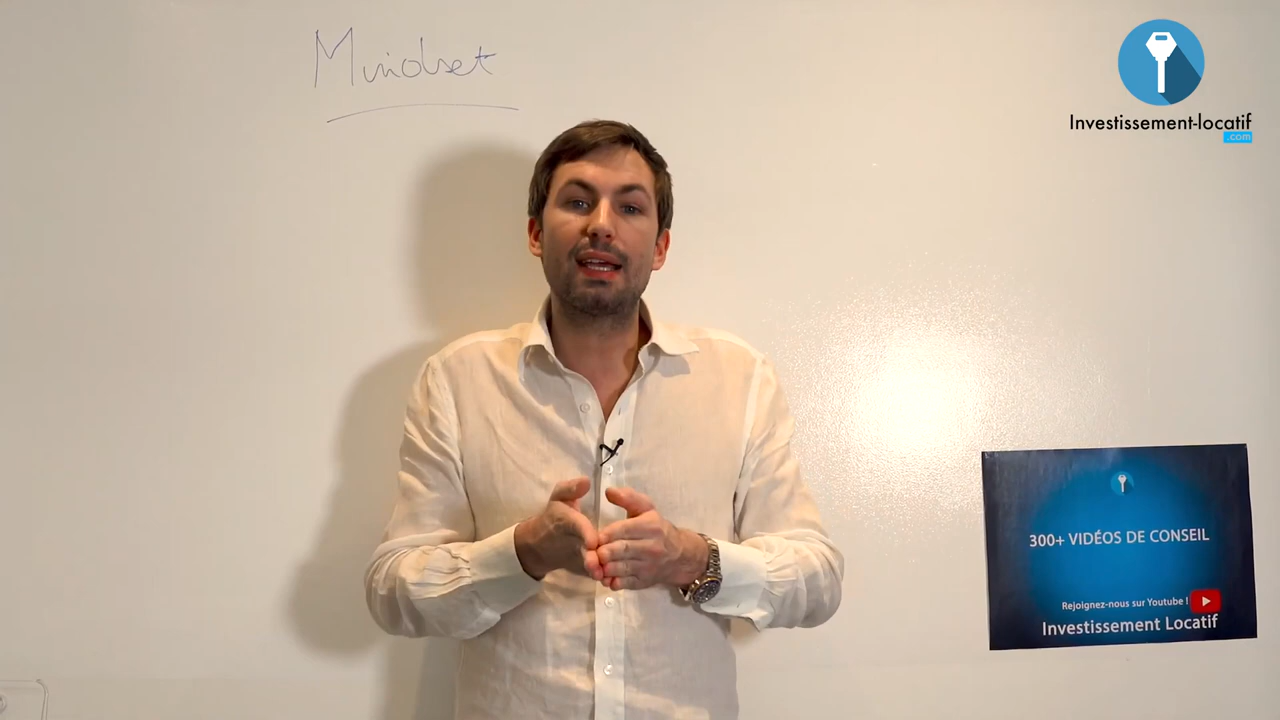 Mindset
Investissement-locatif
.com
300+ VIDÉOS DE CONSEIL
Rejoignez-nous sur Youtube !
Investissement Locatif